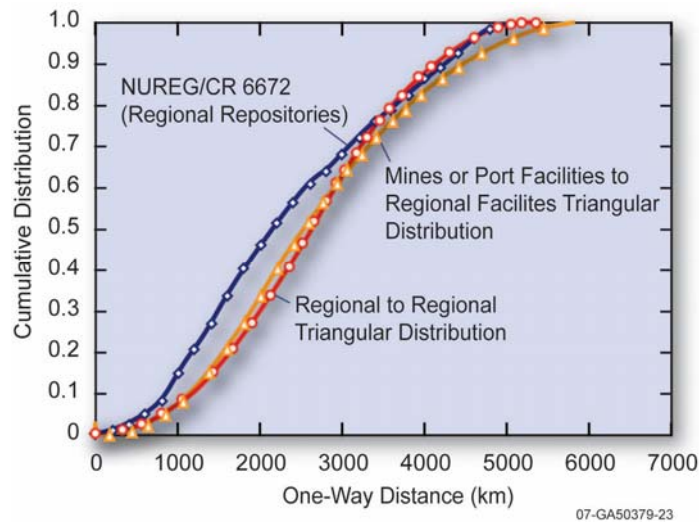 1.0
0.9
0.8
0.7
0.6
0.5
0.4
0.3
0.2
0.1
0
Cumulative Distribution
NUREG/CR 6672
(Regional Repositories)
Mines or Port Facilities to
Regional Facilites Triangular
Distribution
Regional to Regional
Triangular Distribution
0 1000 2000 3000 4000 5000 6000 7000
One-Way Distance (km)
07-GA50379-23